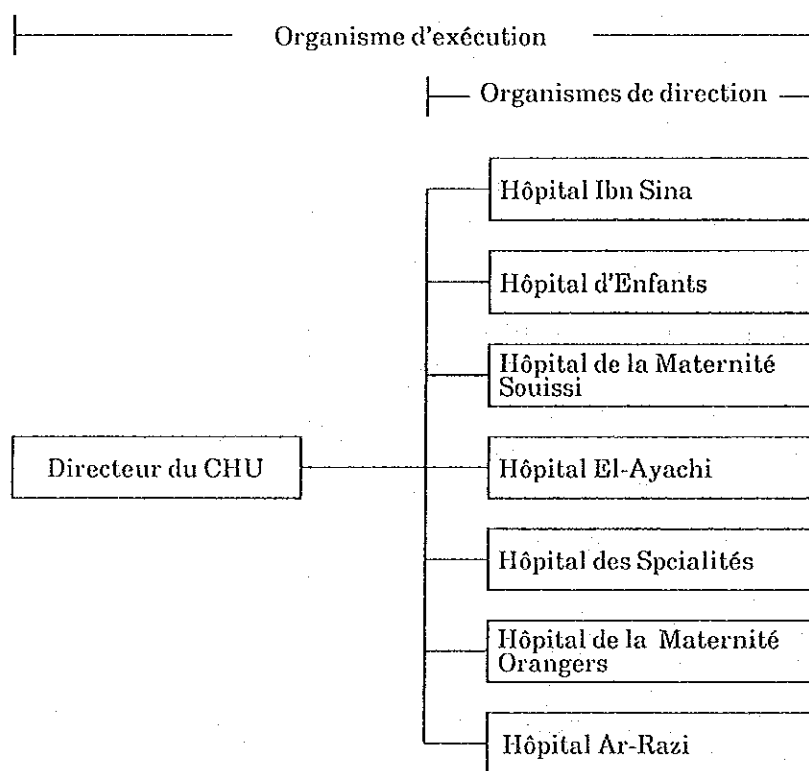 Organisme d'exécution
Organismes de direction
Hôpital Ibn Sina
Hôpital d'Enfants
Hôpital de la Maternité
Souissi
Directeur du CHU
Hôpital El-Ayachi
Hôpital des Spcialités
Hôpital de la Maternité
Orangers
Hôpital Ar-Razi